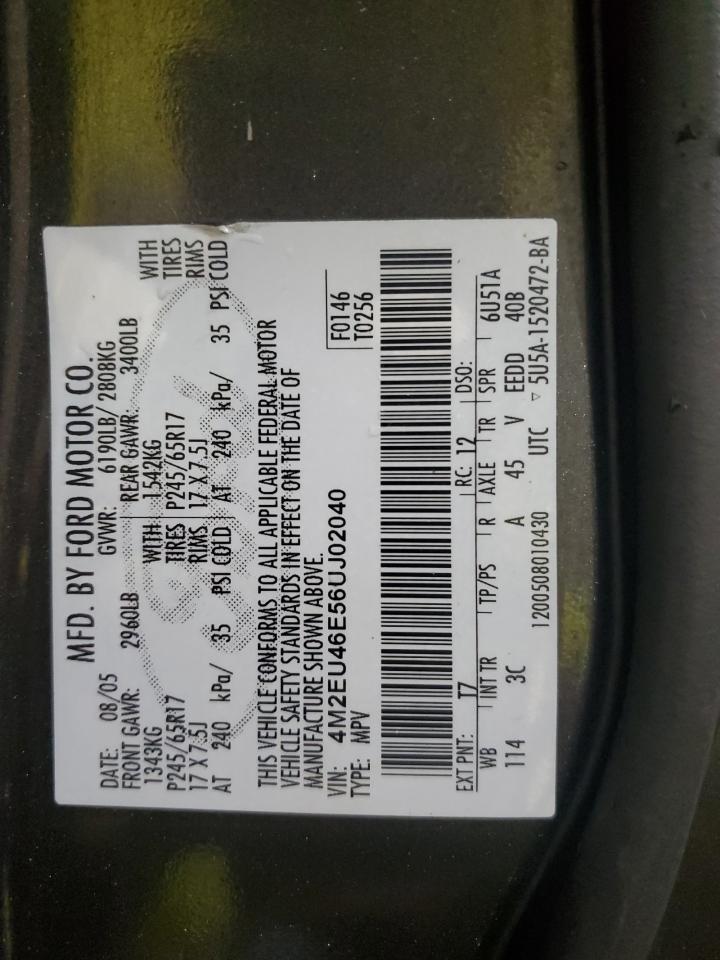 MFD. BY FORD MOTOR CO.
DATE: 08/05 GVWR: 6190LB/ 2808KG
FRONT GAWR: 2960LB REAR GAWR: 3400LB
1343KG WITH 1542KG WITH
P245/65R17 TIRES P245/65R17 TIRES
17 X 7.5J RIMS 17 X 7.5J RIMS
AT 240 kPa/ 35 PSI COLD AT 240 kPa/ 35 PSI COLD
THIS VEHICLE CONFORMS TO ALL APPLICABLE FEDERAL MOTOR
VEHICLE SAFETY STANDARDS IN EFFECT ON THE DATE OF
MANUFACTURE SHOWN ABOVE.
VIN: 4M2EU46E56UJ02040 F0146
TYPE: MPV T0256
EXT PNT: T7 RC: 12 DSO:
WB INT TR TP/PS R AXLE TR SPR 6U51A
114 3C A 45 V EEDD 40B
1200508010430 UTC ▽ 5U5A-1520472-BA